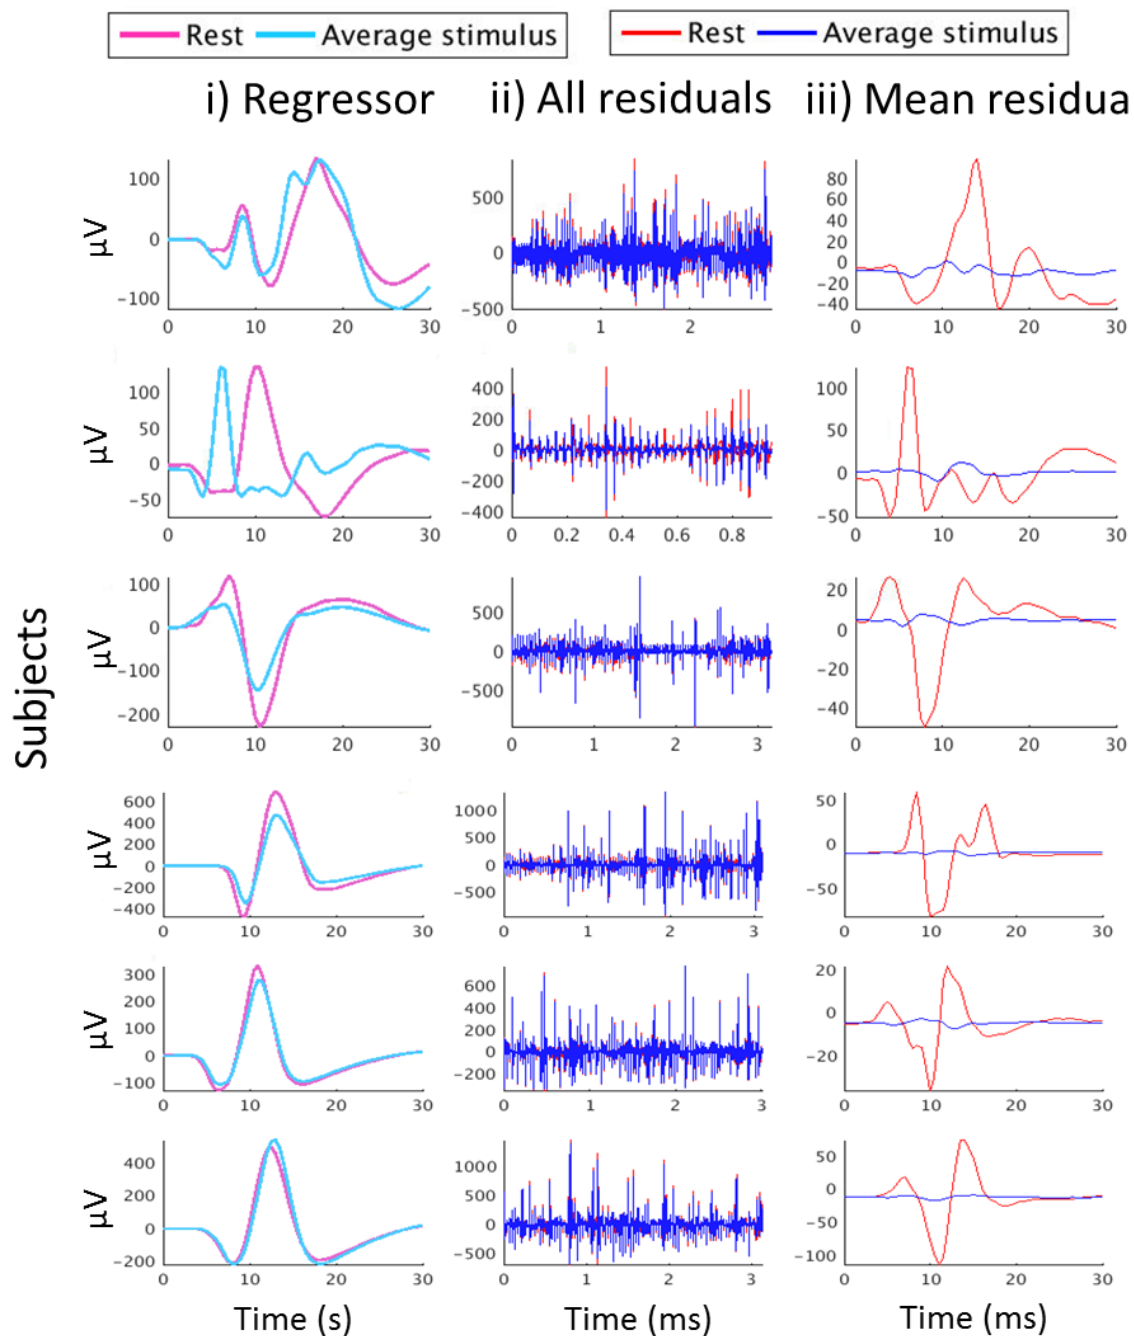 Rest Average stimulus Rest Average stimulus
i) Regressor ii) All residuals iii) Mean residua
Subjects
μV
100
0
-100
0 10 20 30
500
0
-500
0 1 2
80
60
40
20
0
-20
-40
0 10 20 30
μV
100
50
0
-50
0 10 20 30
400
200
0
-200
-400
0 0.2 0.4 0.6 0.8
100
50
0
-50
0 10 20 30
μV
100
0
-100
-200
0 10 20 30
500
0
-500
0 1 2 3
20
0
-20
-40
0 10 20 30
μV
600
400
200
0
-200
-400
0 10 20 30
1000
500
0
-500
0 1 2 3
50
0
-50
0 10 20 30
μV
300
200
100
0
-100
0 10 20 30
600
400
200
0
-200
0 1 2 3
20
0
-20
0 10 20 30
μV
400
200
0
-200
0 10 20 30
1000
500
0
-500
0 1 2 3
50
0
-50
-100
0 10 20 30
Time (s) Time (ms) Time (ms)